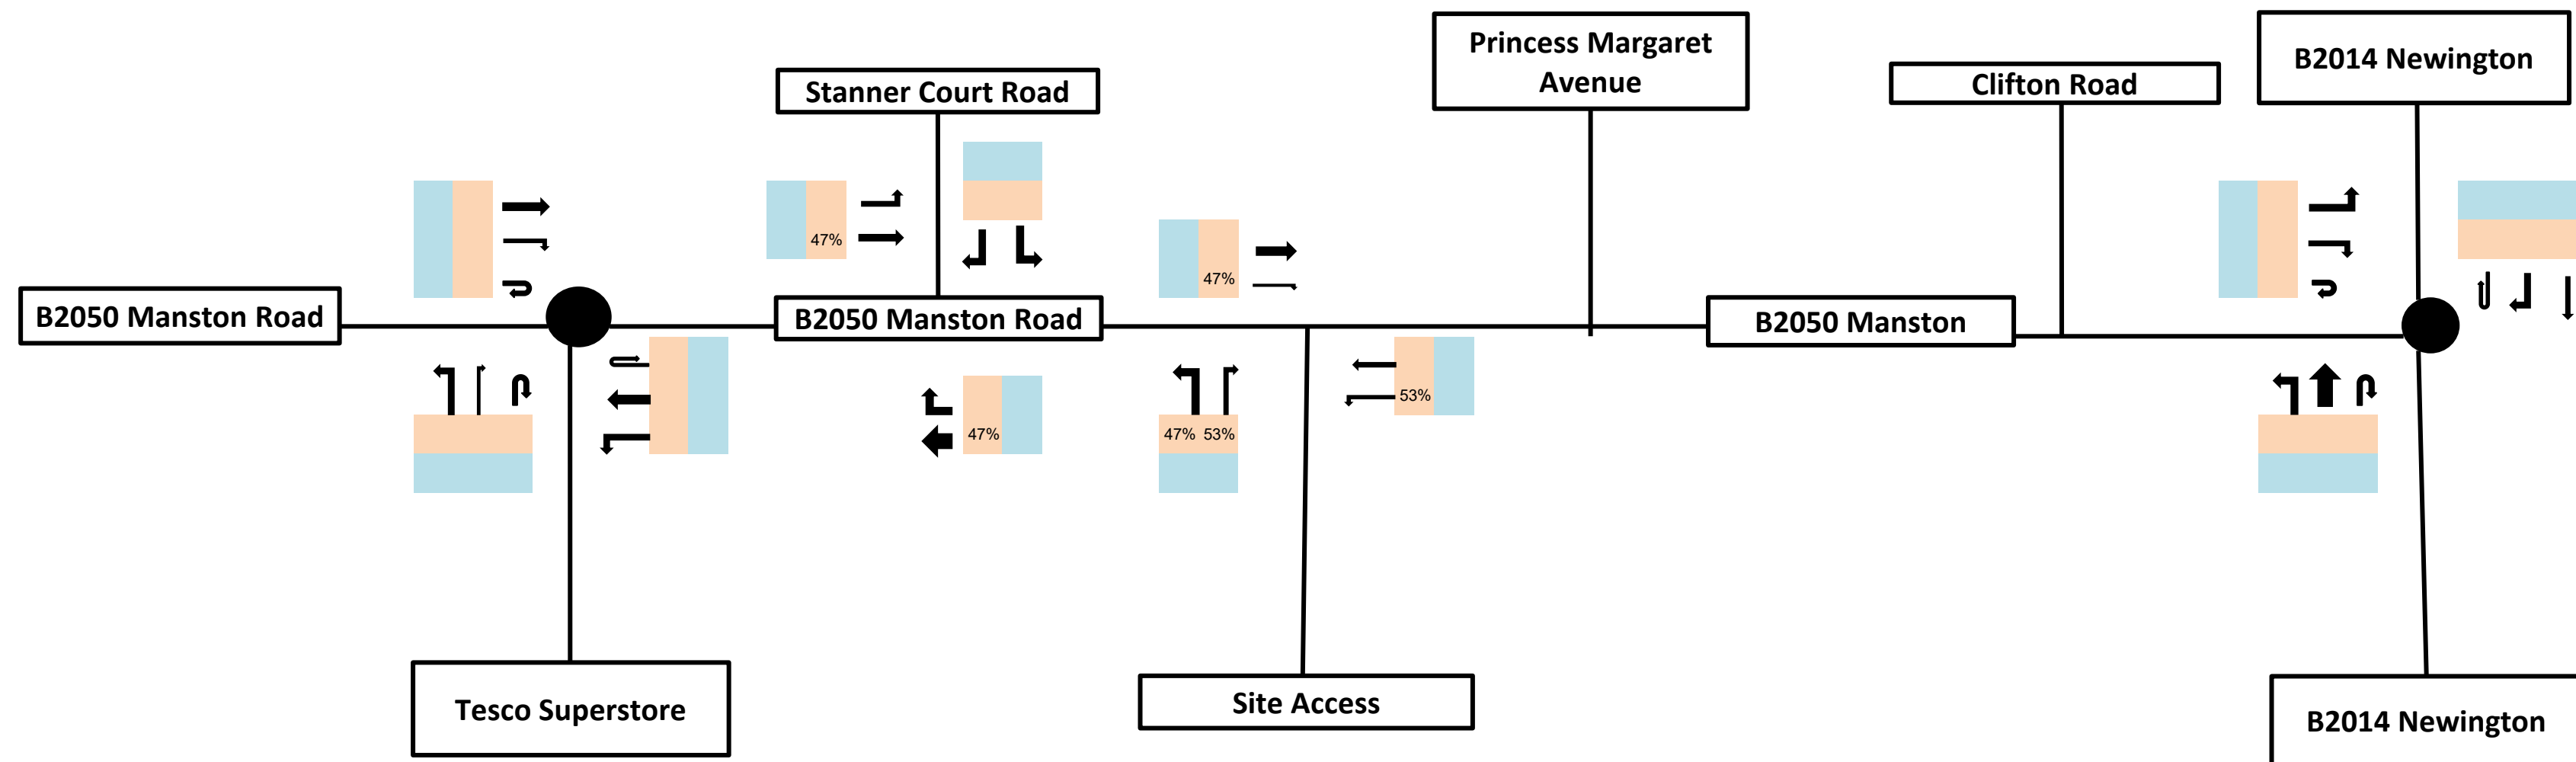 Princess Margaret
Avenue
B2014 Newington
Clifton Road
Stanner Court Road
47%
47%
B2050 Manston Road
B2050 Manston Road
B2050 Manston
53%
47%
47% 53%
Tesco Superstore
Site Access
B2014 Newington